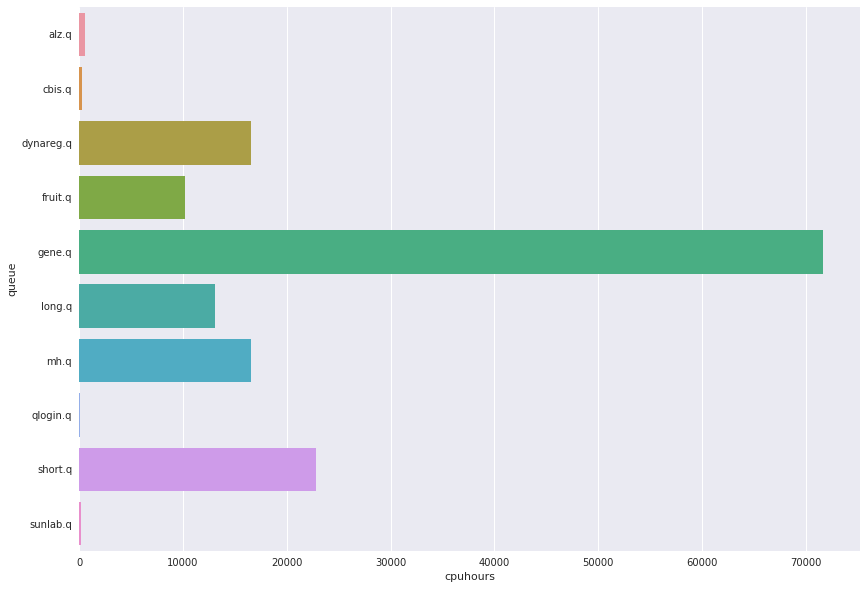 alz.q
cbis.q
dynareg.q
fruit.q
gene.q
long.q
mh.q
qlogin.q
short.q
sunlab.q
queue
0 10000 20000 30000 40000 50000 60000 70000
cpuhours